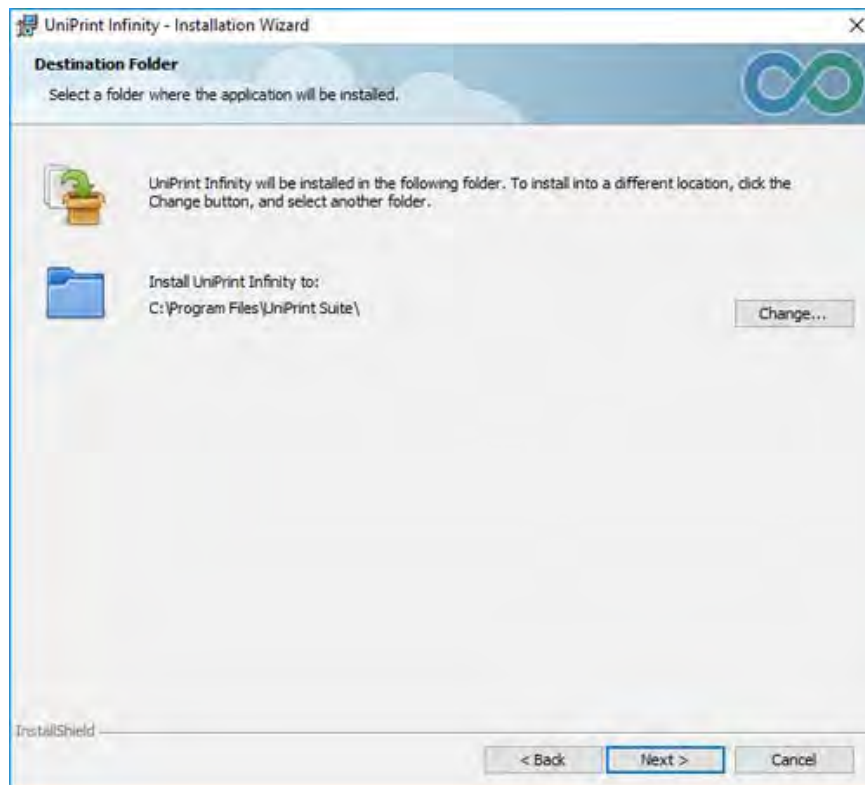 UniPrint Infinity - Installation Wizard
Destination Folder
Select a folder where the application will be installed.
UniPrint Infinity will be installed in the following folder. To install into a different location, click the
Change button, and select another folder.
Install UniPrint Infinity to:
C:\Program Files\UniPrint Suite\
Change...
InstallShield
< Back
Next >
Cancel